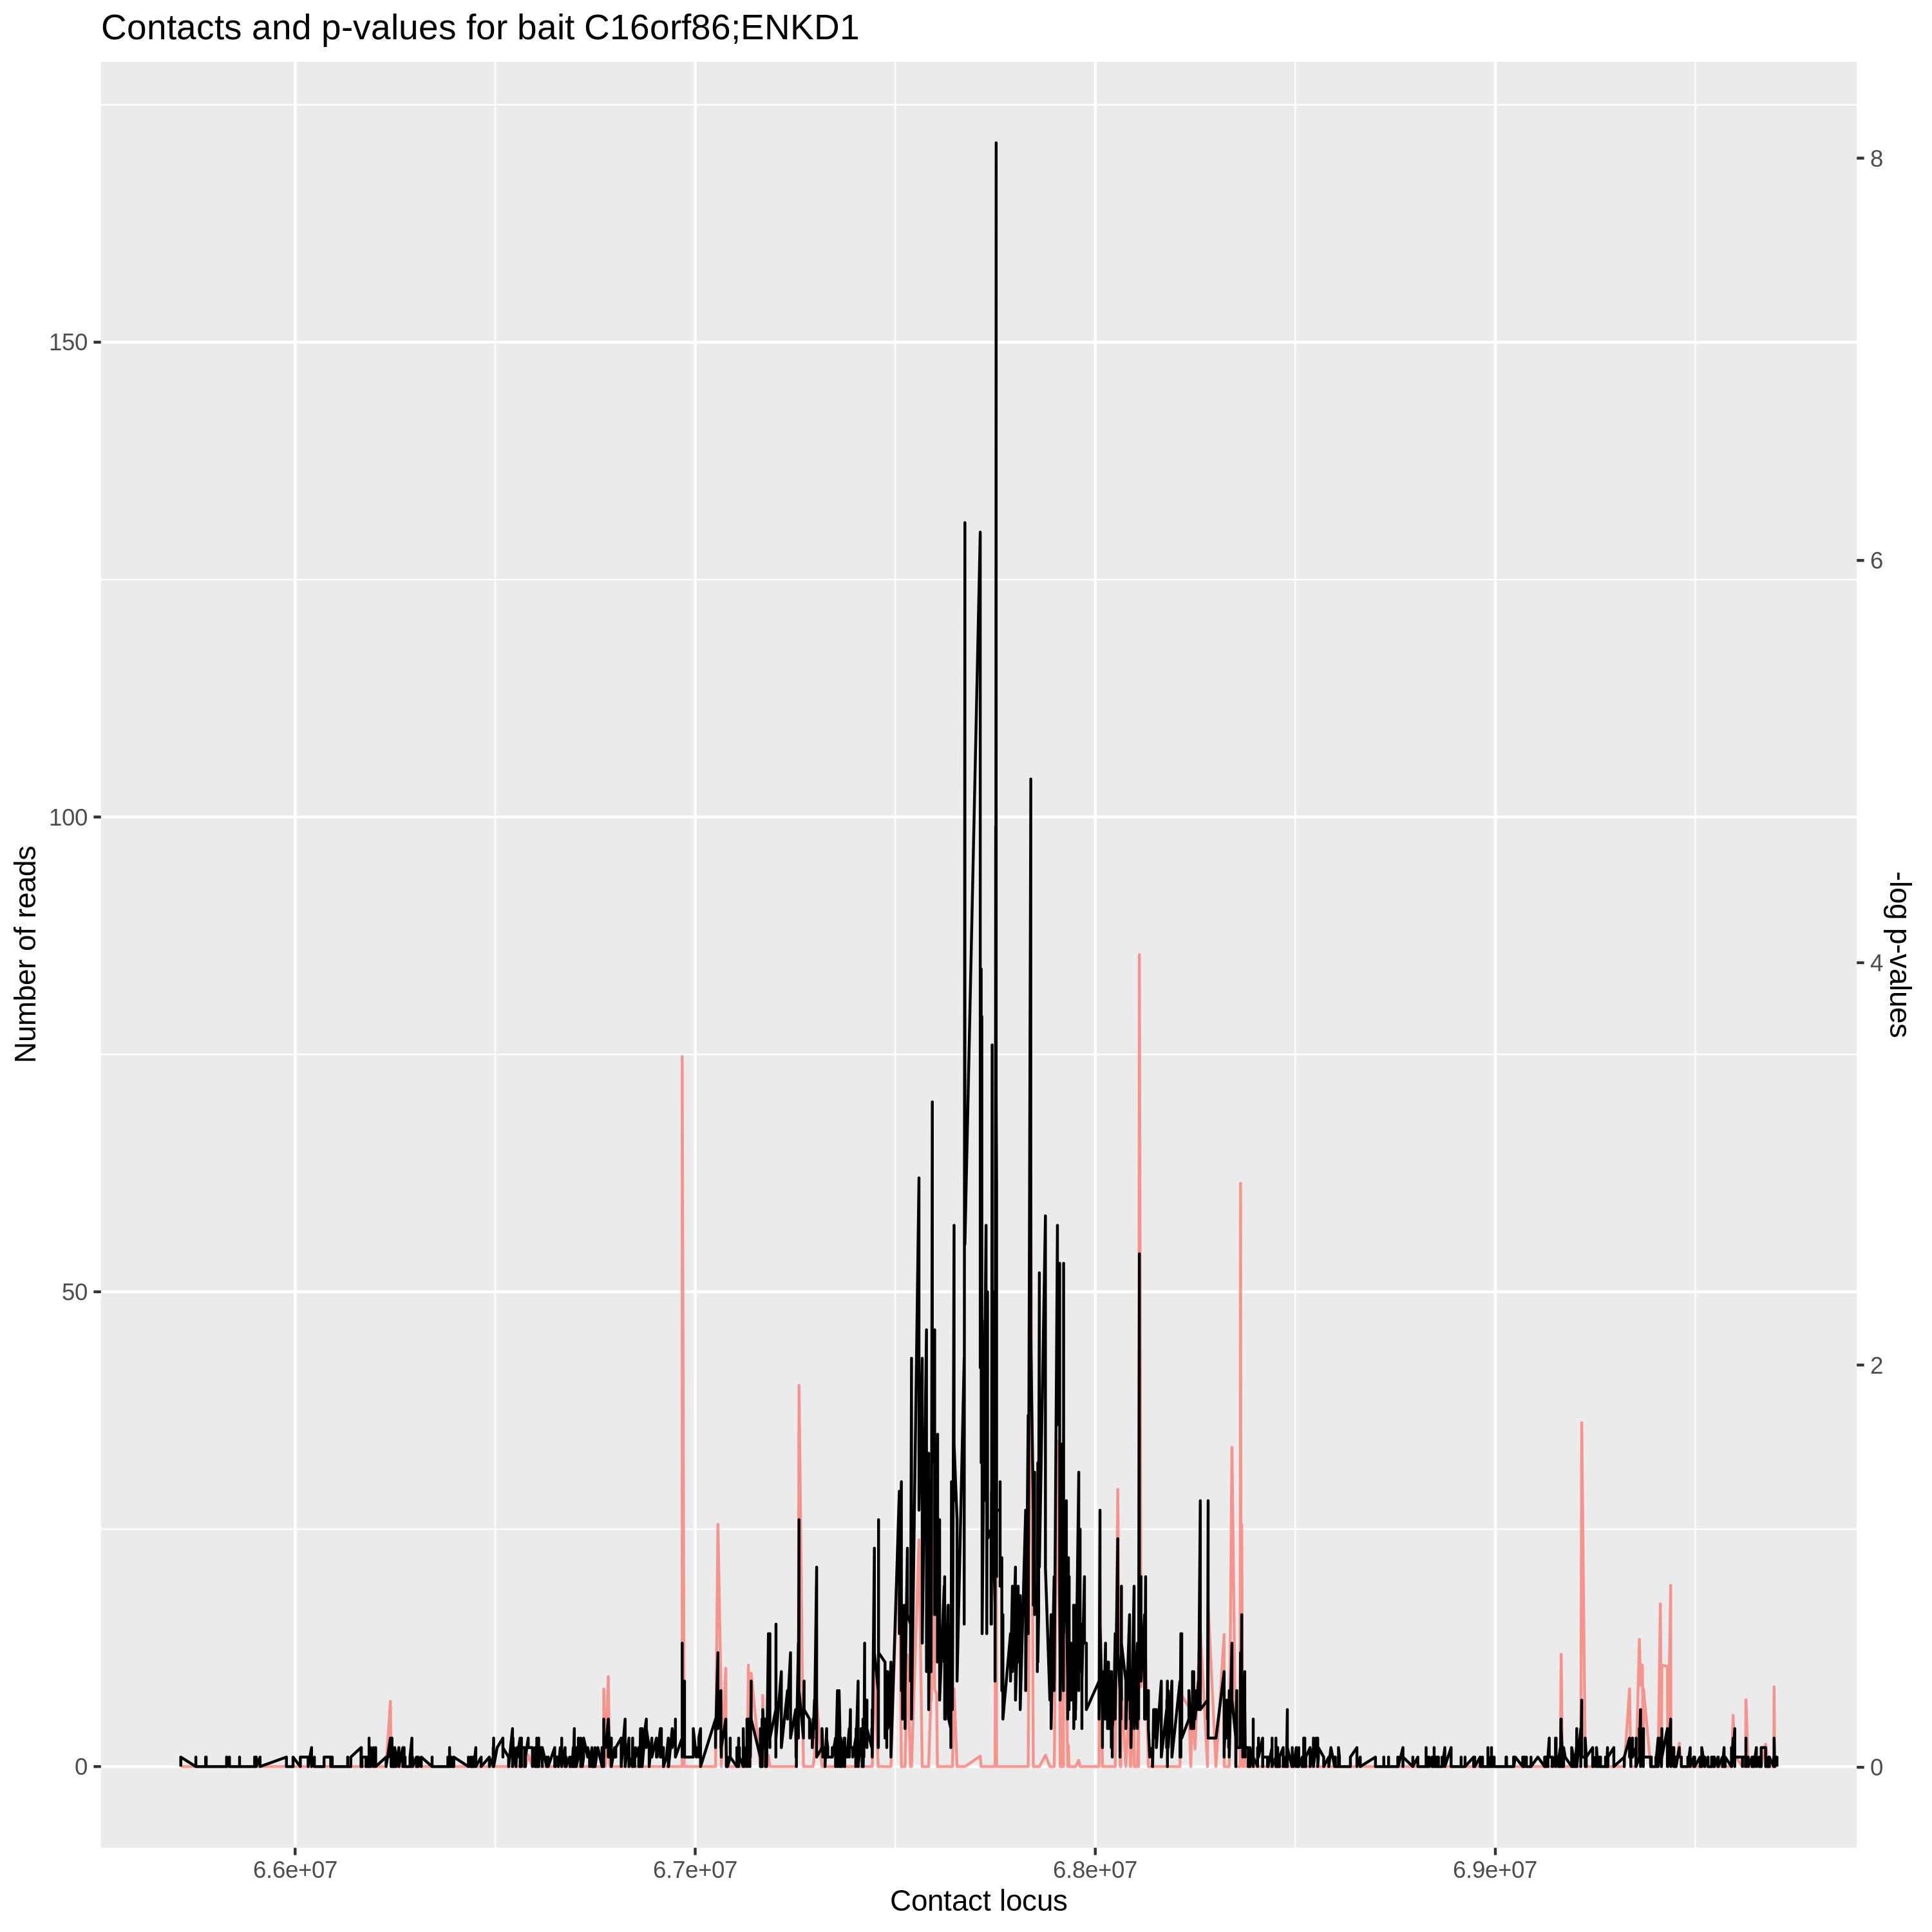 Contacts and p-values for bait C16orf86;ENKD1
Number of reads
150
100
50
0
8
6
4
2
0
-log p-values
6.6e+07 6.7e+07 6.8e+07 6.9e+07
Contact locus